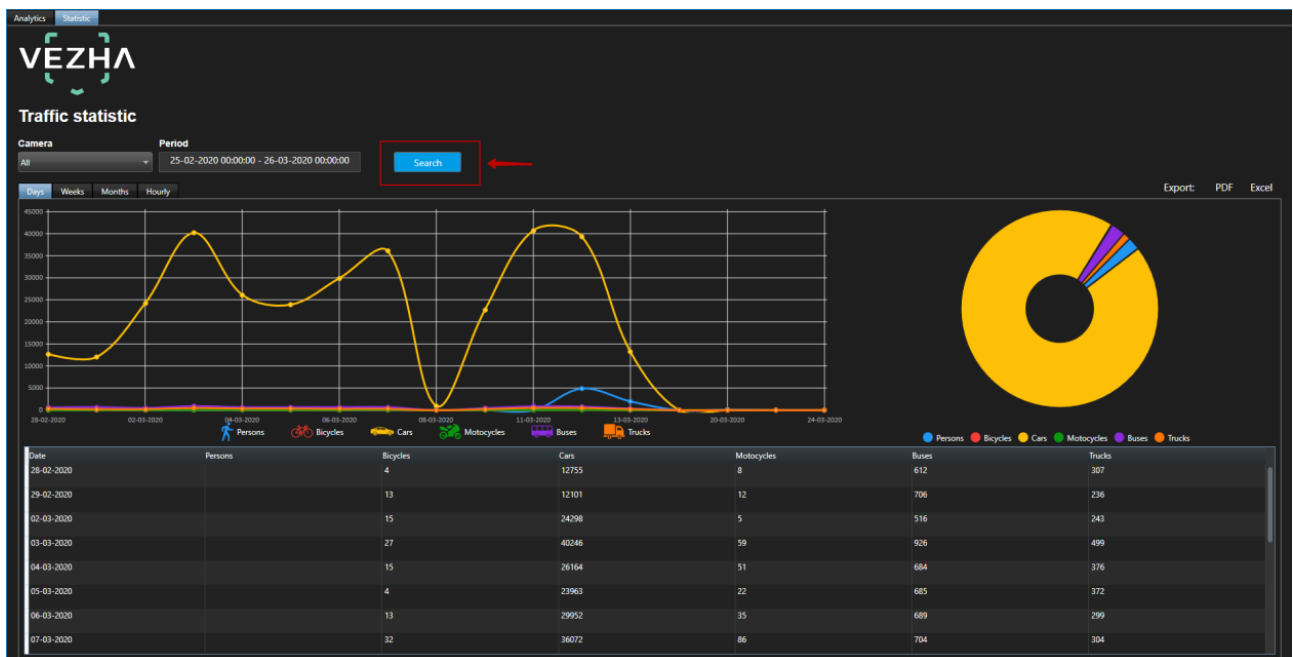 Analytics Statistic
VEZHA
Traffic statistic
Camera Period
All 25-02-2020 00:00:00 - 26-03-2020 00:00:00 Search
Days Weeks Months Hourly Export: PDF Excel
45000
40000
35000
30000
25000
20000
15000
10000
5000
0
28-02-2020 02-03-2020 04-03-2020 06-03-2020 08-03-2020 11-03-2020 13-03-2020 20-03-2020 24-03-2020
Persons Bicycles Cars Motocycles Buses Trucks
Persons Bicycles Cars Motocycles Buses Trucks
Date Persons Bicycles Cars Motocycles Buses Trucks
28-02-2020 4 12755 8 612 307
29-02-2020 13 12101 12 706 236
02-03-2020 15 24298 5 516 243
03-03-2020 27 40246 59 926 499
04-03-2020 15 26164 51 684 376
05-03-2020 4 23963 22 685 372
06-03-2020 13 29952 35 689 299
07-03-2020 32 36072 86 704 304